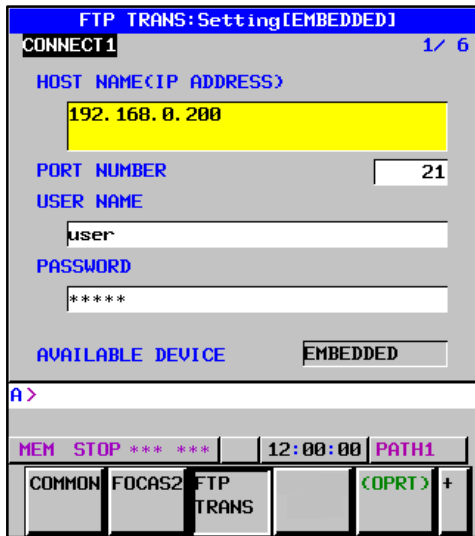 FTP TRANS:Setting[EMBEDDED]
CONNECT1 1/ 6
HOST NAME(IP ADDRESS)
192.168.0.200
PORT NUMBER 21
USER NAME
user
PASSWORD
*****
AVAILABLE DEVICE EMBEDDED
A>
MEM STOP *** *** 12:00:00 PATH1
COMMON FOCAS2 FTP TRANS (OPRT) +